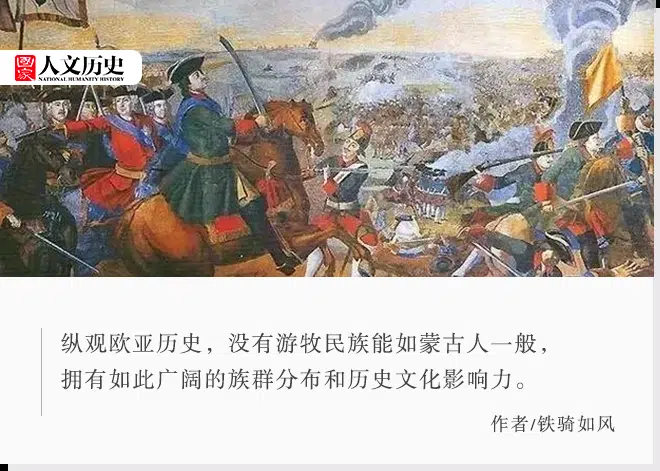 国家人文历史
NATIONAL HUMANITY HISTORY
纵观欧亚历史，没有游牧民族能如蒙古人一般，
拥有如此广阔的族群分布和历史文化影响力。
作者/铁骑如风